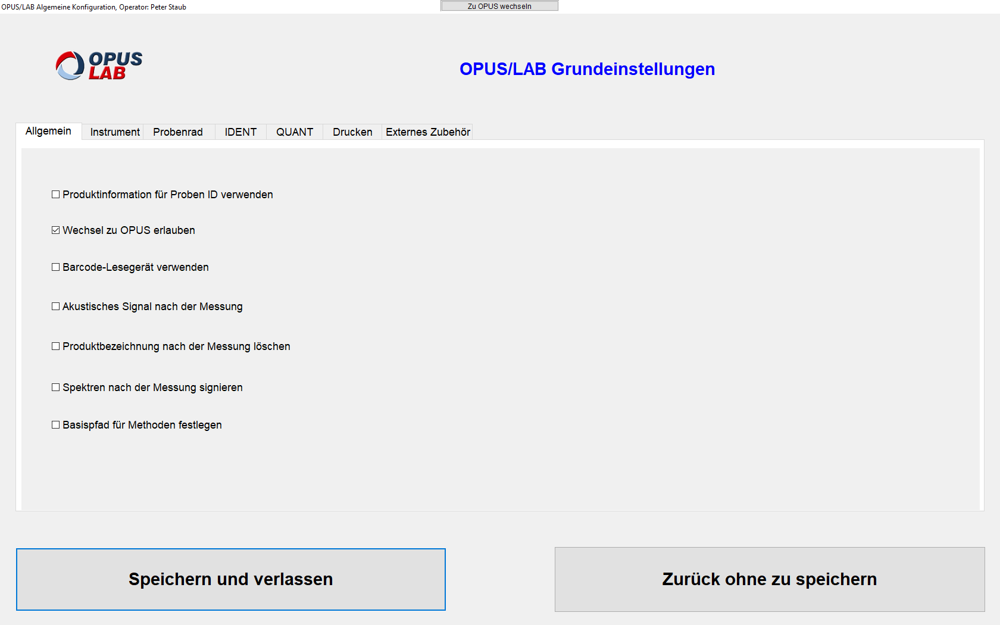 OPUS/LAB Algemeine Konfiguration, Operator: Peter Staub
Zu OPUS wechseln
OPUS
LAB
OPUS/LAB Grundeinstellungen
Allgemein
Instrument
Probenrad
IDENT
QUANT
Drucken
Externes Zubehör
Produktinformation für Proben ID verwenden
Wechsel zu OPUS erlauben
Barcode-Lesegerät verwenden
Akustisches Signal nach der Messung
Produktbezeichnung nach der Messung löschen
Spektren nach der Messung signieren
Basispfad für Methoden festlegen
Speichern und verlassen
Zurück ohne zu speichern